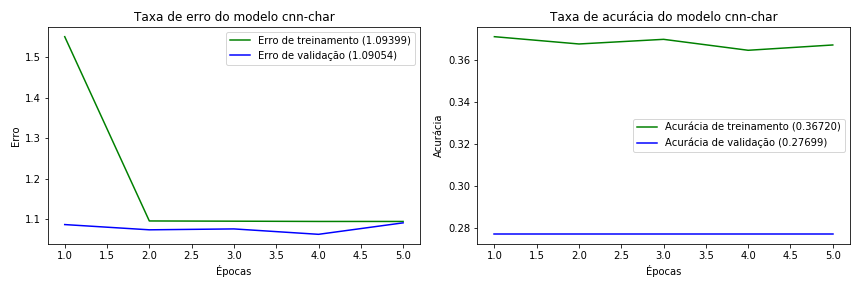 Taxa de erro do modelo cnn-char
Erro de treinamento (1.09399)
Erro de validação (1.09054)
1.5
1.4
1.3
1.2
1.1
Erro
1.0 1.5 2.0 2.5 3.0 3.5 4.0 4.5 5.0
Épocas
Taxa de acurácia do modelo cnn-char
Acurácia de treinamento (0.36720)
Acurácia de validação (0.27699)
0.36
0.34
0.32
0.30
0.28
Acurácia
1.0 1.5 2.0 2.5 3.0 3.5 4.0 4.5 5.0
Épocas